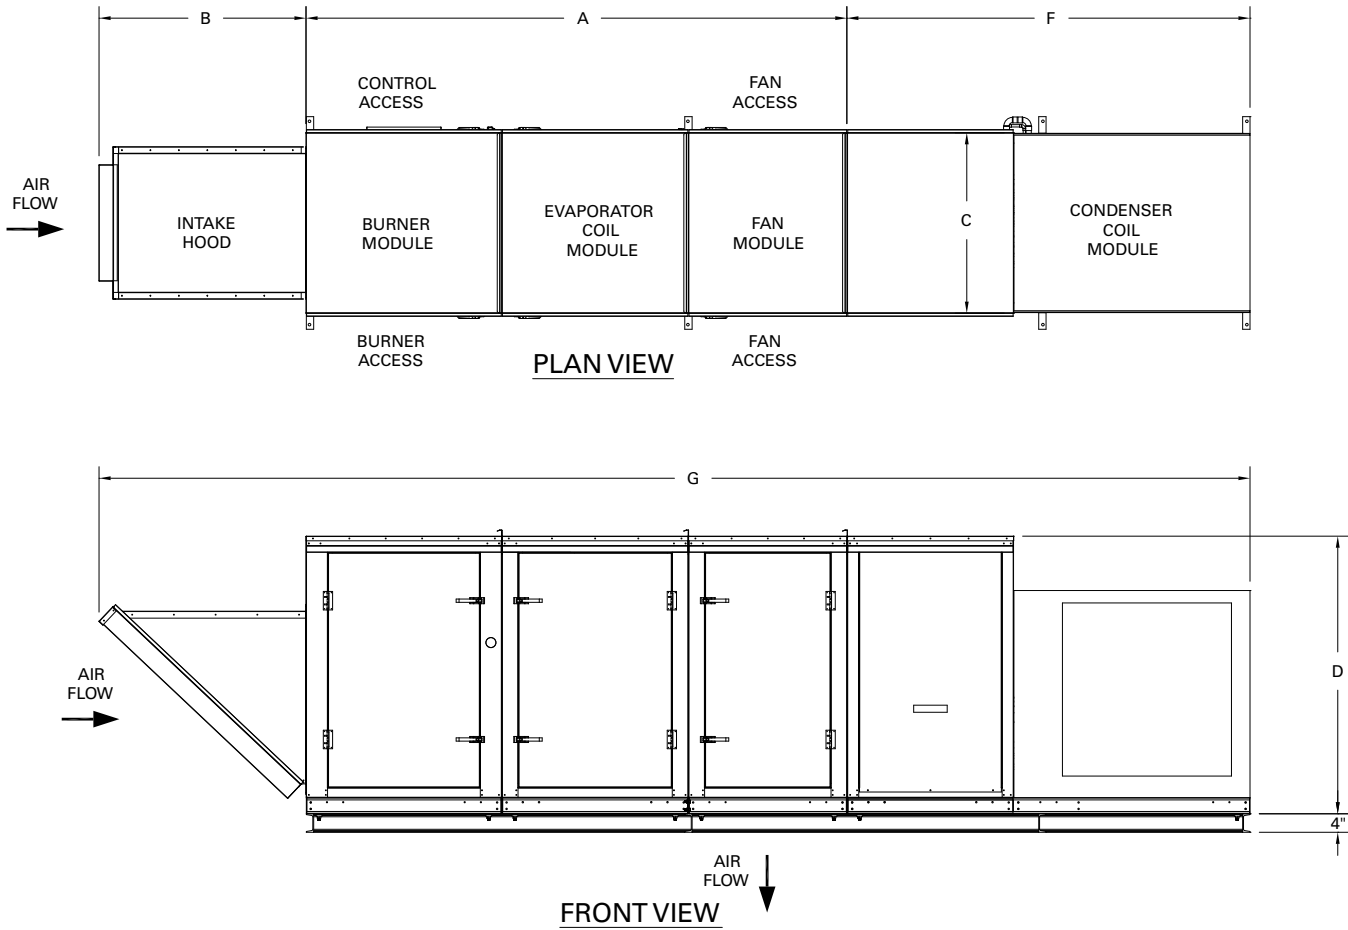 B
A
F
CONTROL
ACCESS
FAN
ACCESS
AIR
FLOW
INTAKE
HOOD
BURNER
MODULE
EVAPORATOR
COIL
MODULE
FAN
MODULE
C
CONDENSER
COIL
MODULE
BURNER
ACCESS
FAN
ACCESS
PLAN VIEW
G
AIR
FLOW
D
4"
AIR
FLOW
FRONT VIEW